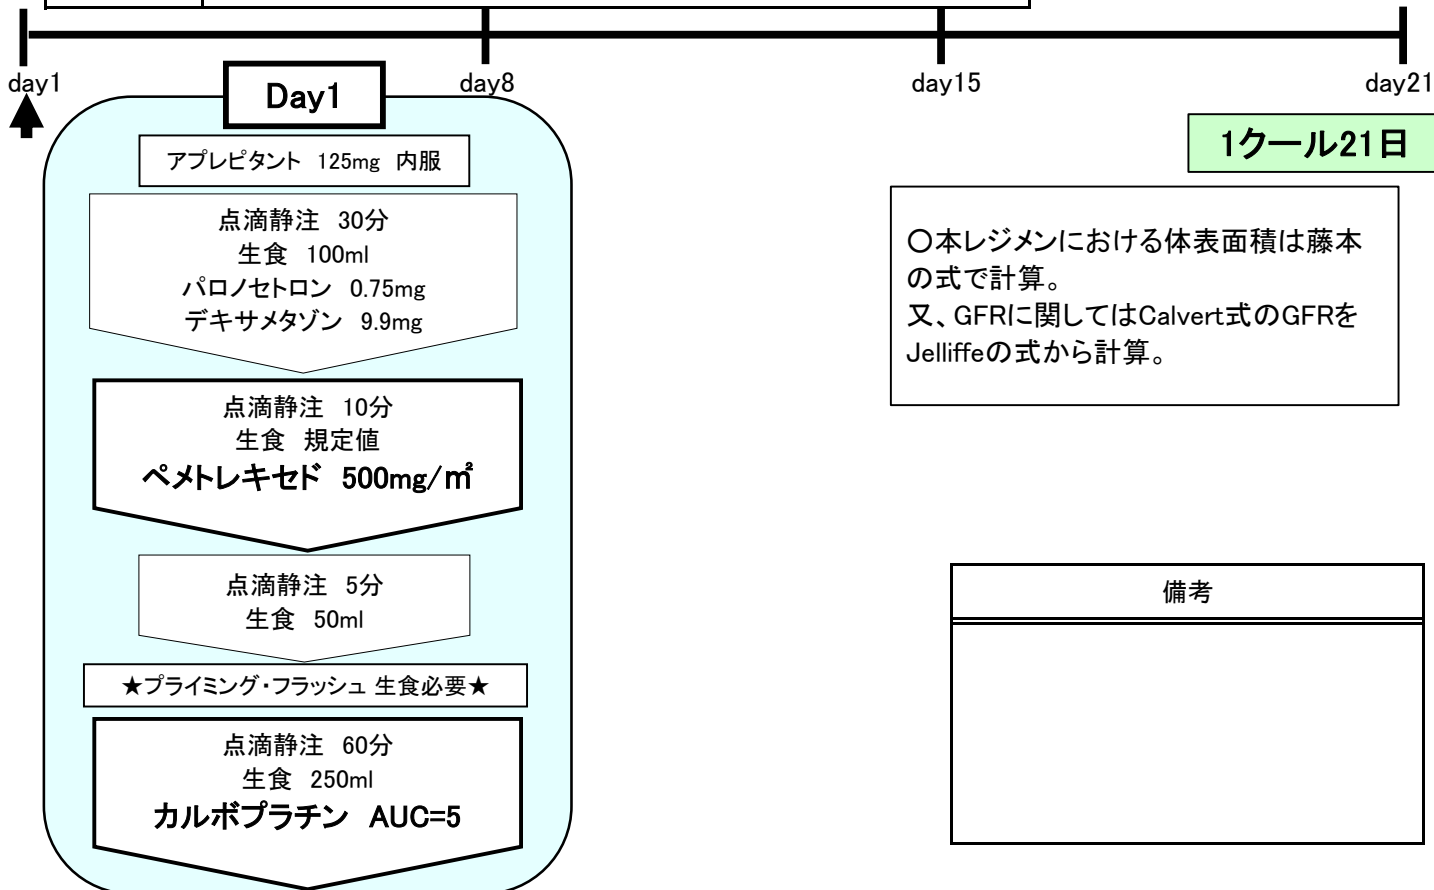 day1
day8
day15
day21
Day1
アプレピタント 125mg 内服
点滴静注 30分
生食 100ml
パロノセトロン 0.75mg
デキサメタゾン 9.9mg
点滴静注 10分
生食 規定値
ペメトレキセド 500mg/㎡
点滴静注 5分
生食 50ml
★プライミング・フラッシュ 生食必要★
点滴静注 60分
生食 250ml
カルボプラチン AUC=5
1クール21日
○本レジメンにおける体表面積は藤本
の式で計算。
又、GFRに関してはCalvert式のGFRを
Jelliffeの式から計算。
備考